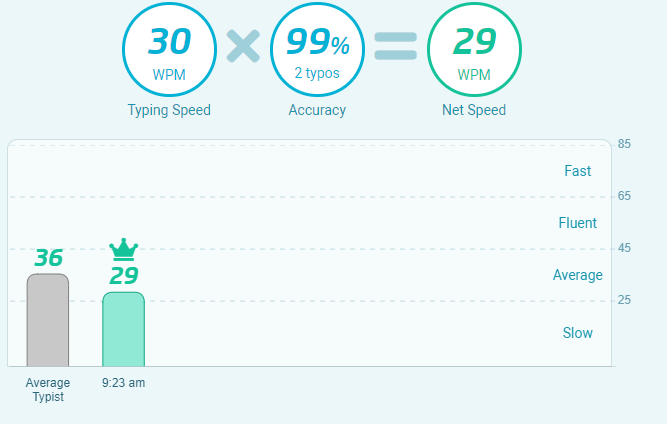 30
WPM
Typing Speed
99%
2 typos
Accuracy
29
WPM
Net Speed
85
Fast
65
Fluent
45
Average
25
Slow
36
29
Average
Typist
9:23 am